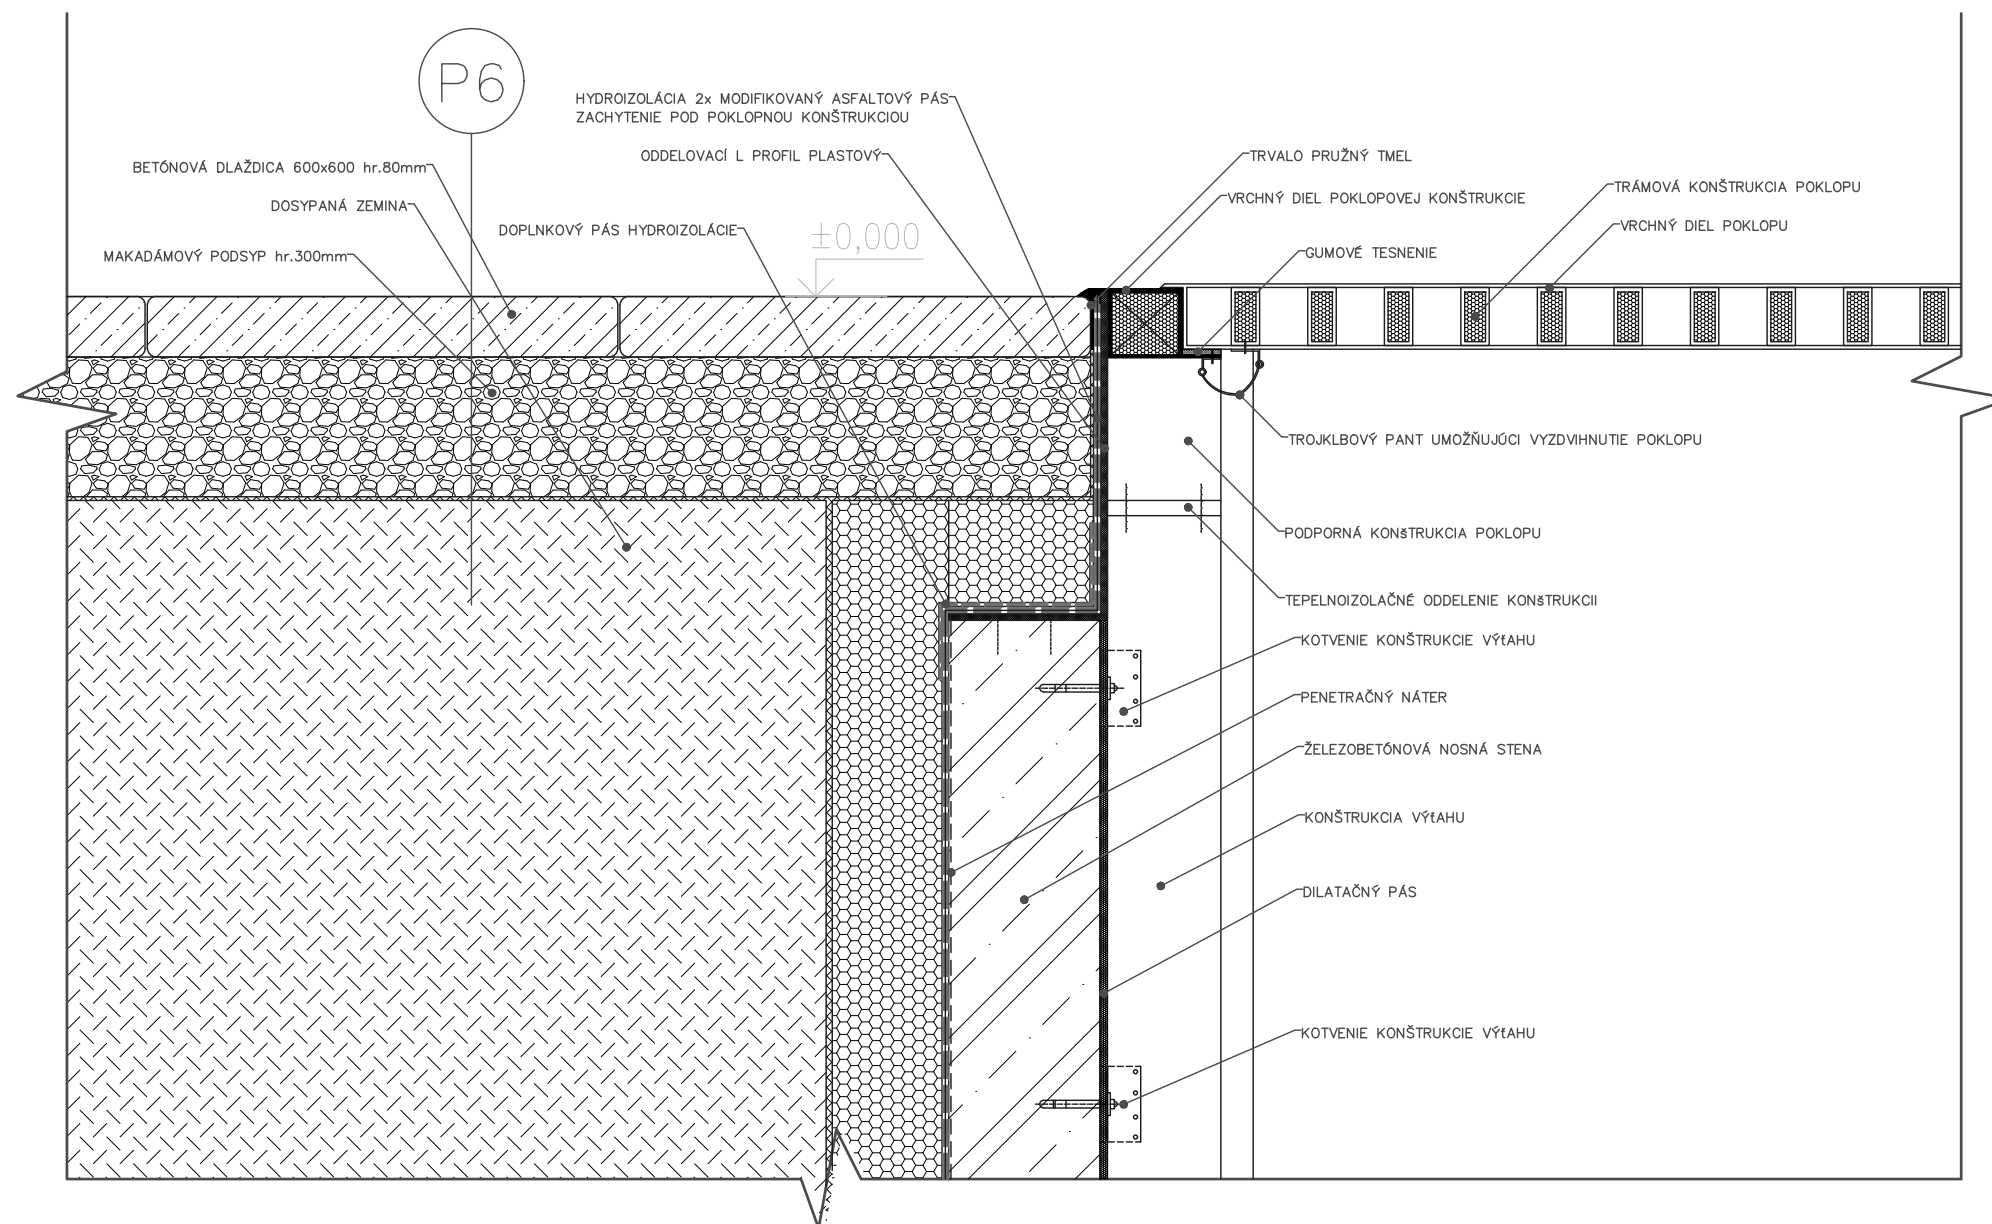 P6
HYDROIZOLÁCIA 2x MODIFIKOVANÝ ASFALTOVÝ PÁS
ZACHYTENIE POD POKLOPNOU KONŠTRUKCIOU
ODDELOVACÍ L PROFIL PLASTOVÝ
BETÓNOVÁ DLAŽDICA 600x600 hr.80mm
DOSYPANÁ ZEMINA
DOPLNKOVÝ PÁS HYDROIZOLÁCIE
MAKADÁMOVÝ PODSYP hr.300mm
±0,000
TRVALO PRUŽNÝ TMEL
VRCHNÝ DIEL POKLOPOVEJ KONŠTRUKCIE
TRÁMOVÁ KONŠTRUKCIA POKLOPU
VRCHNÝ DIEL POKLOPU
GUMOVÉ TESNENIE
TROJKLBOVÝ PANT UMOŽŇUJÚCI VYZDVIHNUTIE POKLOPU
PODPORNÁ KONšTRUKCIA POKLOPU
TEPELNOIZOLAČNÉ ODDELENIE KONšTRUKCII
KOTVENIE KONŠTRUKCIE VÝťAHU
PENETRAČNÝ NÁTER
ŽELEZOBETÓNOVÁ NOSNÁ STENA
KONŠTRUKCIA VÝťAHU
DILATAČNÝ PÁS
KOTVENIE KONŠTRUKCIE VÝťAHU